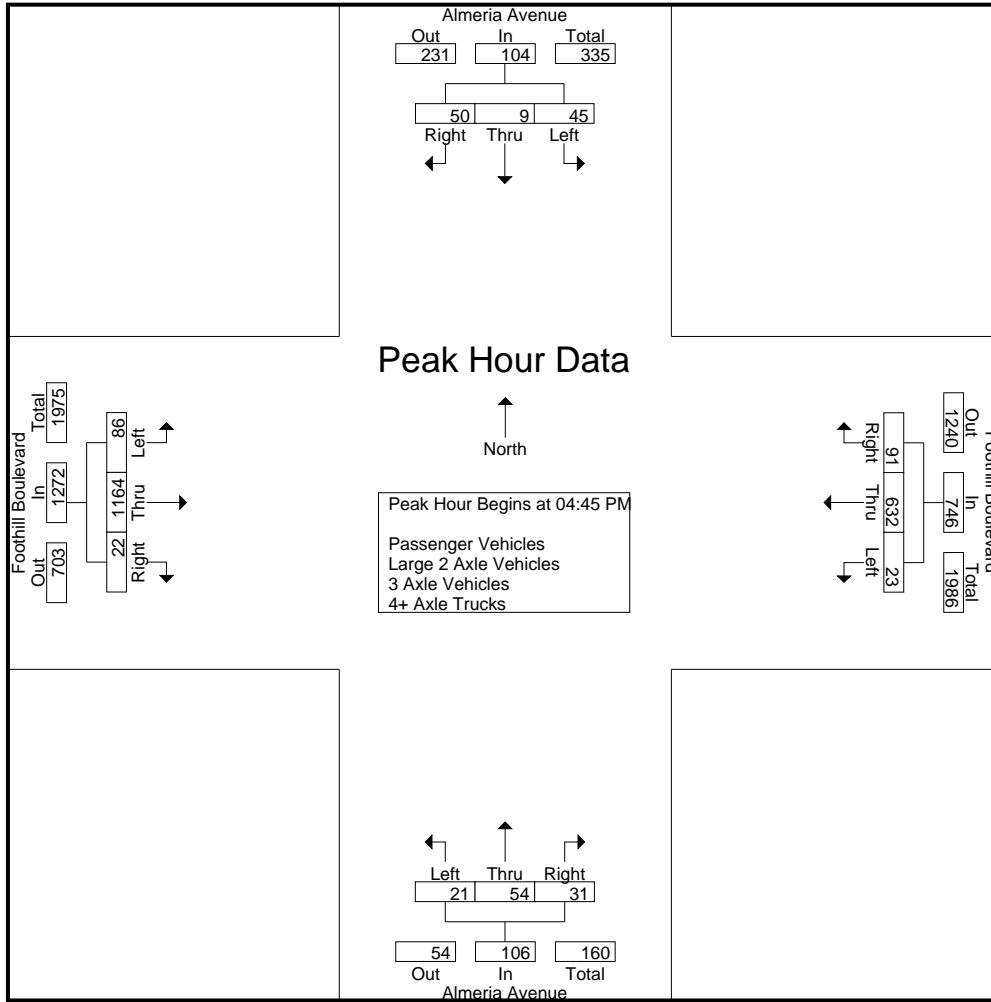 Almeria Avenue
Out In Total
231 104 335
50 9 45
Right Thru Left
Peak Hour Data
North
Peak Hour Begins at 04:45 PM
Passenger Vehicles
Large 2 Axle Vehicles
3 Axle Vehicles
4+ Axle Trucks
Foothill Boulevard
Total In Out
1975 1272 703
86 1164 22
Left Thru Right
Right Thru Left
91 632 23
1240 746 1986
Out In Total
Foothill Boulevard
Left Thru Right
21 54 31
54 106 160
Out In Total
Almeria Avenue